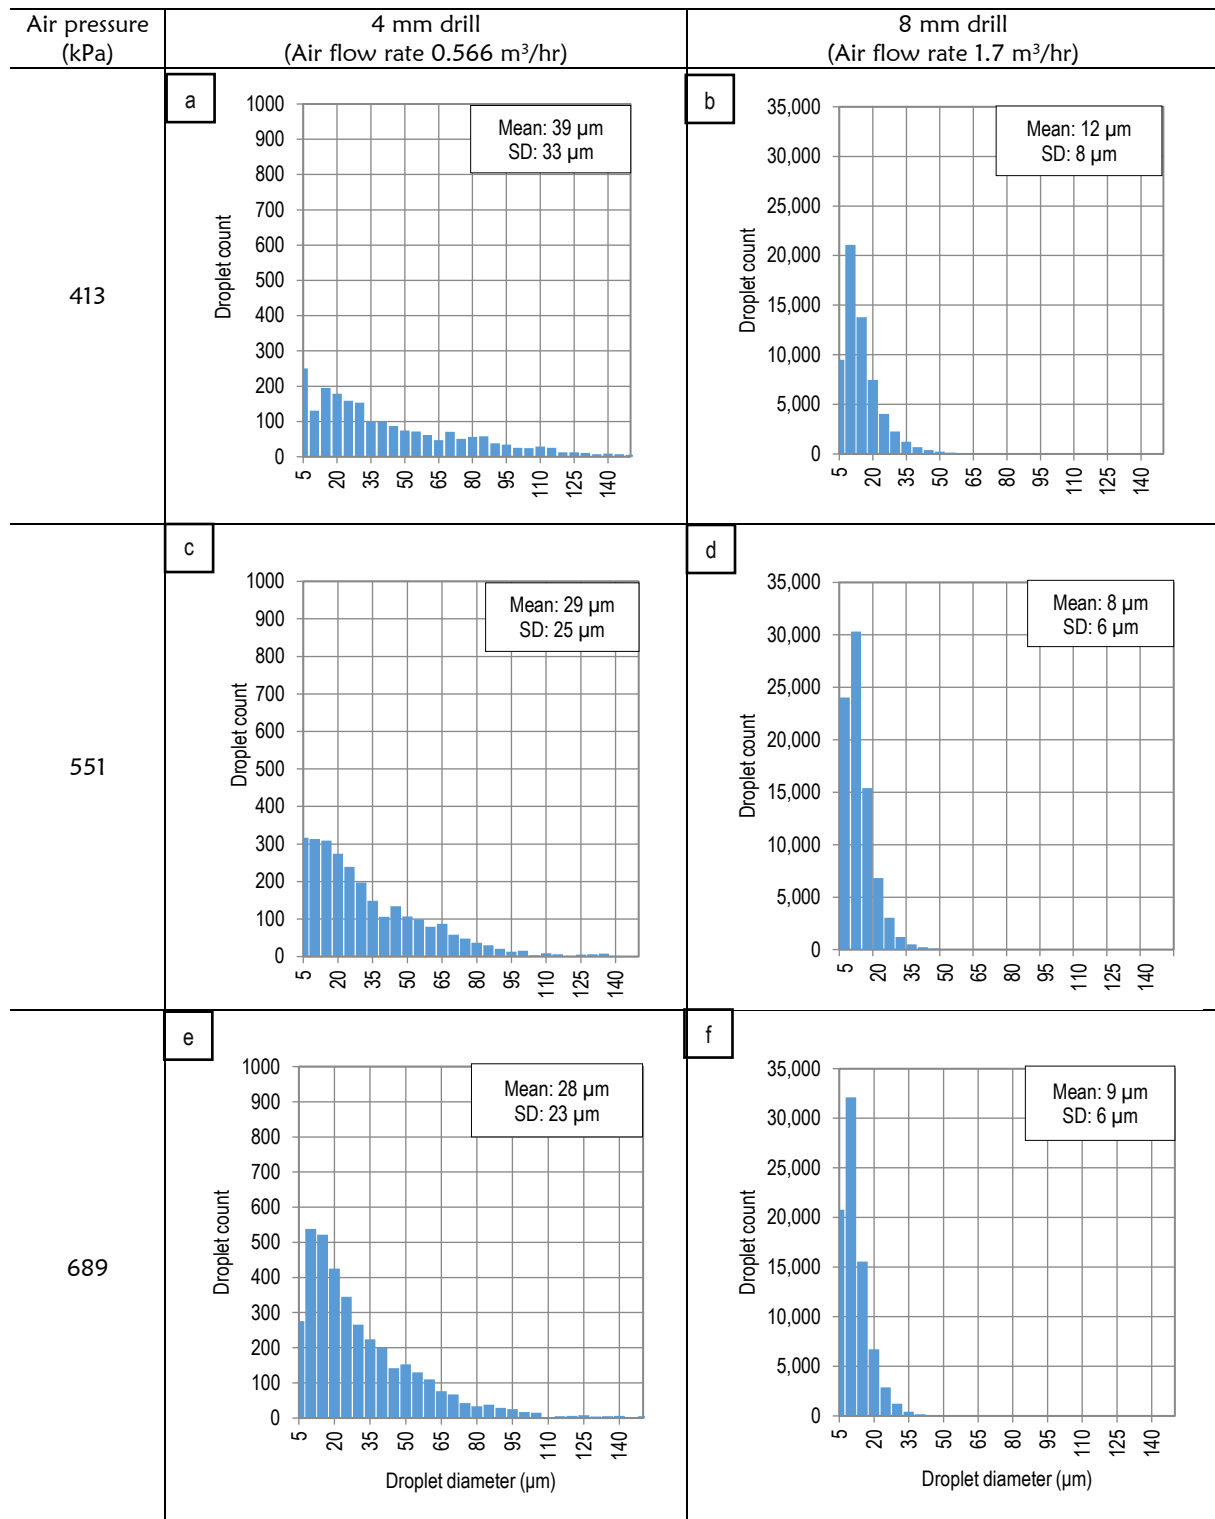 Air pressure
(kPa)
4 mm drill
(Air flow rate 0.566 m³/hr)
8 mm drill
(Air flow rate 1.7 m³/hr)
413
a
Mean: 39 µm
SD: 33 µm
Droplet count
1000
900
800
700
600
500
400
300
200
100
0
5 20 35 50 65 80 95 110 125 140
b
Mean: 12 µm
SD: 8 µm
Droplet count
35,000
30,000
25,000
20,000
15,000
10,000
5,000
0
5 20 35 50 65 80 95 110 125 140
551
c
Mean: 29 µm
SD: 25 µm
Droplet count
1000
900
800
700
600
500
400
300
200
100
0
5 20 35 50 65 80 95 110 125 140
d
Mean: 8 µm
SD: 6 µm
Droplet count
35,000
30,000
25,000
20,000
15,000
10,000
5,000
0
5 20 35 50 65 80 95 110 125 140
689
e
Mean: 28 µm
SD: 23 µm
Droplet count
1000
900
800
700
600
500
400
300
200
100
0
5 20 35 50 65 80 95 110 125 140
Droplet diameter (µm)
f
Mean: 9 µm
SD: 6 µm
Droplet count
35,000
30,000
25,000
20,000
15,000
10,000
5,000
0
5 20 35 50 65 80 95 110 125 140
Droplet diameter (µm)